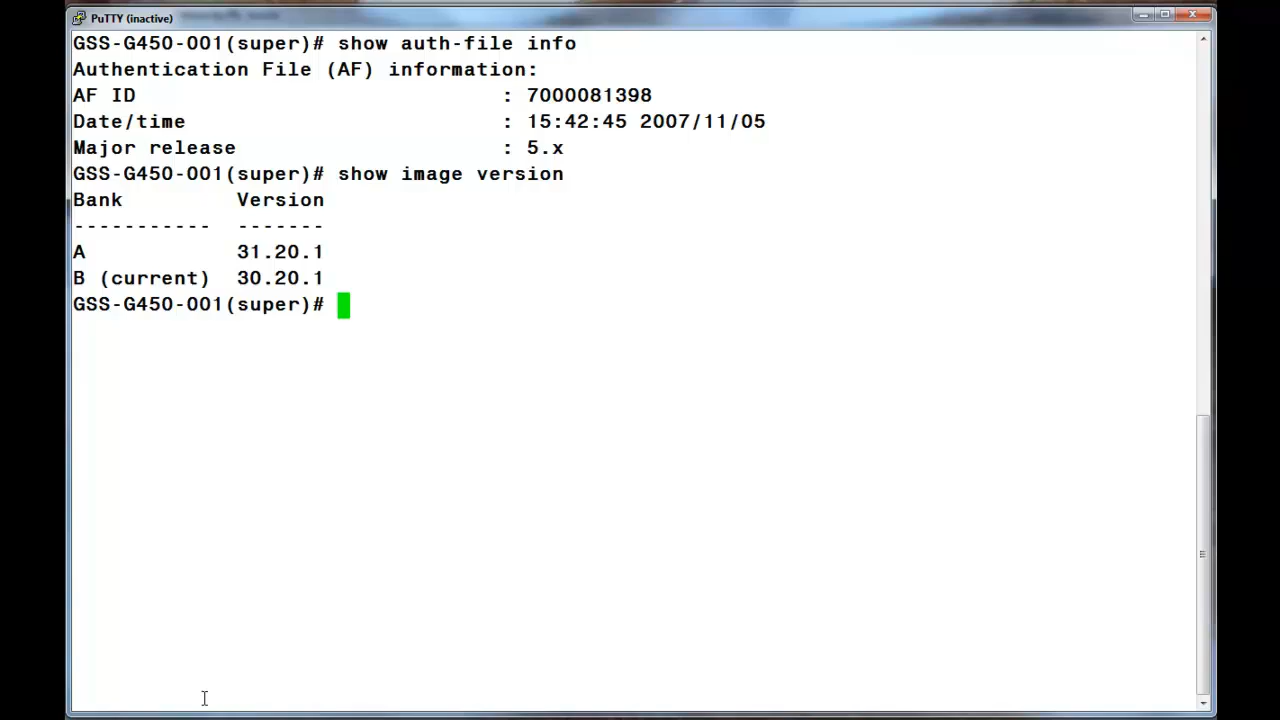 PuTTY (inactive)
GSS-G450-001(super)# show auth-file info
Authentication File (AF) information:
AF ID : 7000081398
Date/time : 15:42:45 2007/11/05
Major release : 5.x
GSS-G450-001(super)# show image version
Bank Version
----------- -------
A 31.20.1
B (current) 30.20.1
GSS-G450-001(super)#